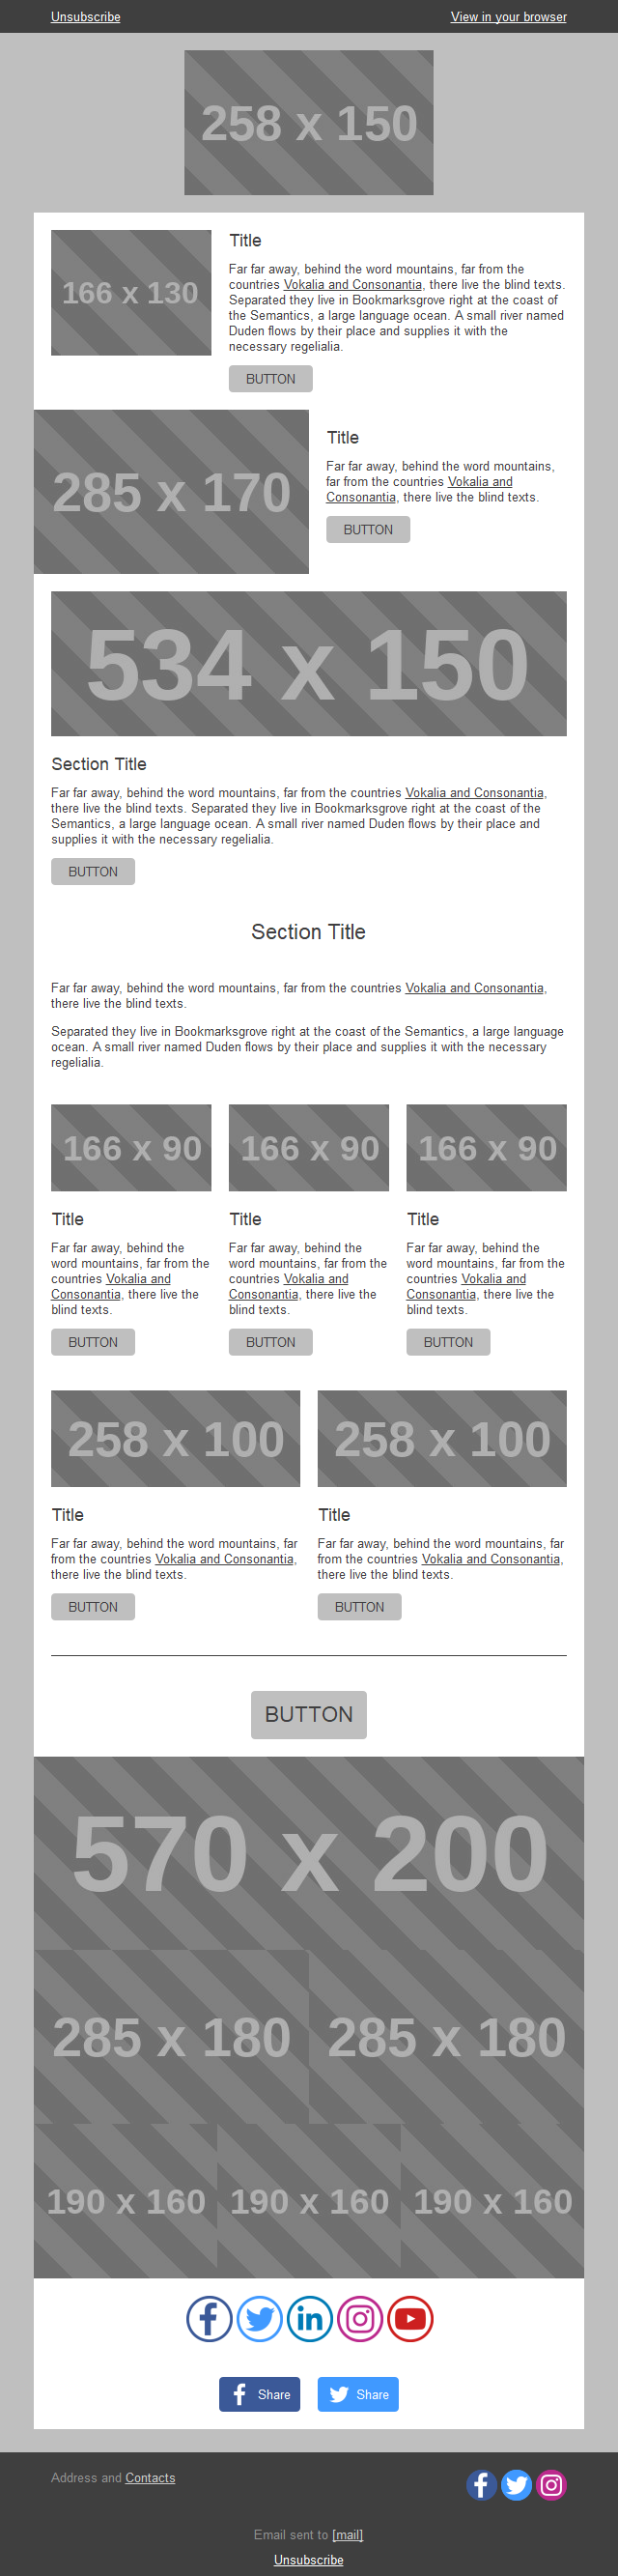 Unsubscribe
View in your browser
258 x 150
166 x 130
Title
Far far away, behind the word mountains, far from the
countries Vokalia and Consonantia, there live the blind texts.
Separated they live in Bookmarksgrove right at the coast of
the Semantics, a large language ocean. A small river named
Duden flows by their place and supplies it with the
necessary regelialia.
BUTTON
285 x 170
Title
Far far away, behind the word mountains,
far from the countries Vokalia and
Consonantia, there live the blind texts.
BUTTON
534 x 150
Section Title
Far far away, behind the word mountains, far from the countries Vokalia and Consonantia,
there live the blind texts. Separated they live in Bookmarksgrove right at the coast of the
Semantics, a large language ocean. A small river named Duden flows by their place and
supplies it with the necessary regelialia.
BUTTON
Section Title
Far far away, behind the word mountains, far from the countries Vokalia and Consonantia,
there live the blind texts.
Separated they live in Bookmarksgrove right at the coast of the Semantics, a large language
ocean. A small river named Duden flows by their place and supplies it with the necessary
regelialia.
166 x 90
Title
Far far away, behind the
word mountains, far from the
countries Vokalia and
Consonantia, there live the
blind texts.
BUTTON
166 x 90
Title
Far far away, behind the
word mountains, far from the
countries Vokalia and
Consonantia, there live the
blind texts.
BUTTON
166 x 90
Title
Far far away, behind the
word mountains, far from the
countries Vokalia and
Consonantia, there live the
blind texts.
BUTTON
258 x 100
Title
Far far away, behind the word mountains, far
from the countries Vokalia and Consonantia,
there live the blind texts.
BUTTON
258 x 100
Title
Far far away, behind the word mountains, far
from the countries Vokalia and Consonantia,
there live the blind texts.
BUTTON
BUTTON
570 x 200
285 x 180
285 x 180
190 x 160
190 x 160
190 x 160
Share
Share
Address and Contacts
Email sent to [mail]
Unsubscribe